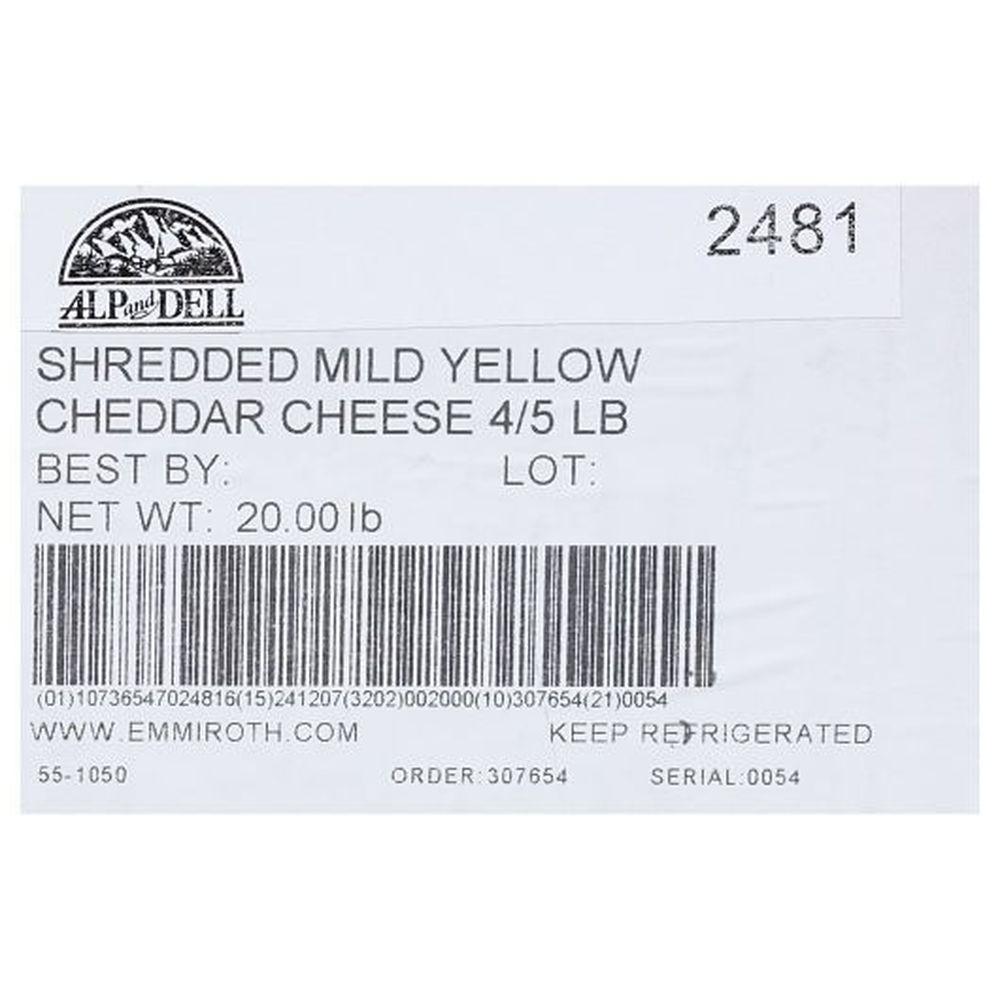 2481
ALP and DELL
SHREDDED MILD YELLOW
CHEDDAR CHEESE 4/5 LB
BEST BY: LOT:
NET WT: 20.00 lb
(01)10736547024816(15)241207(3202)002000(10)307654(21)0054
WWW.EMMIROTH.COM KEEP REFRIGERATED
55-1050 ORDER:307654 SERIAL:0054